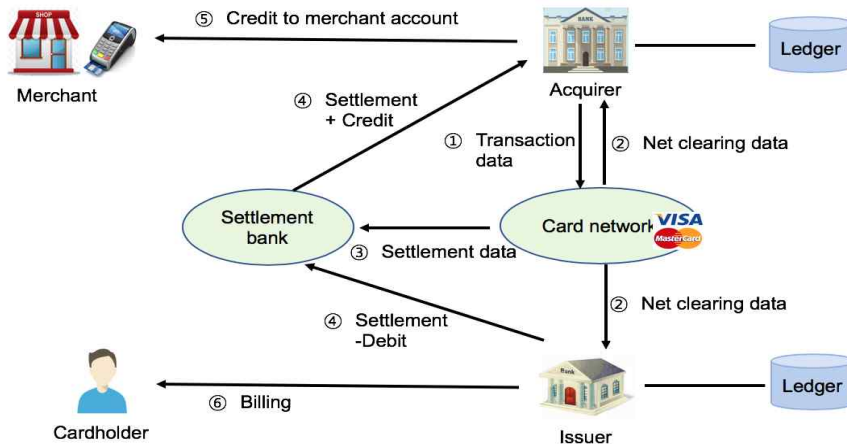 ⑤ Credit to merchant account
SHOP
BANK
Ledger
Merchant
Acquirer
④ Settlement
+ Credit
① Transaction
data
② Net clearing data
Settlement
bank
Card network
VISA
MasterCard
③ Settlement data
② Net clearing data
④ Settlement
-Debit
Bank
Ledger
⑥ Billing
Cardholder
Issuer